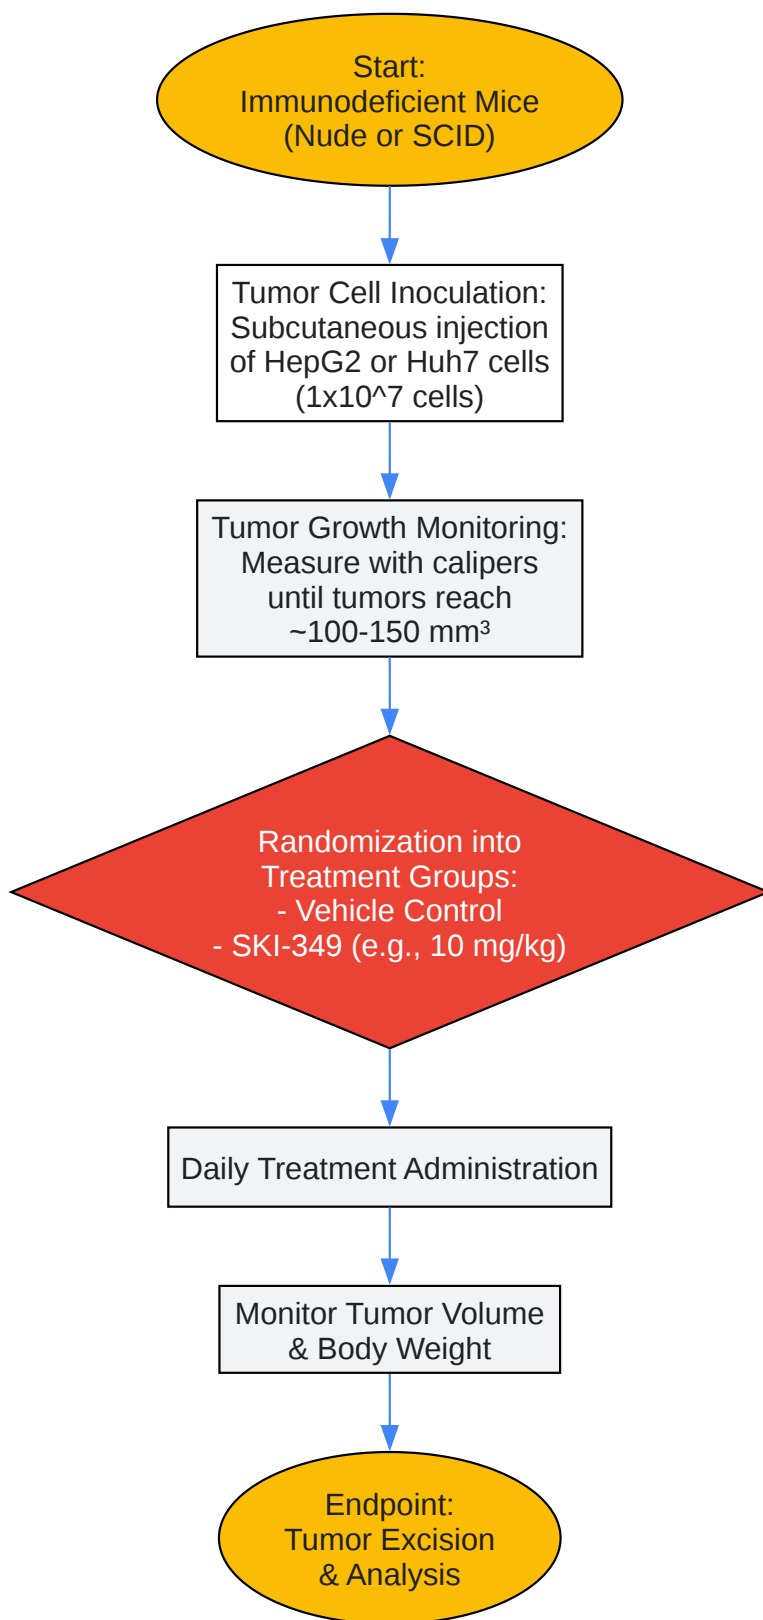 Start:
Immunodeficient Mice
(Nude or SCID)
Tumor Cell Inoculation:
Subcutaneous injection
of HepG2 or Huh7 cells
(1x10^7 cells)
Tumor Growth Monitoring:
Measure with calipers
until tumors reach
~100-150 mm³
Randomization into
Treatment Groups:
- Vehicle Control
- SKI-349 (e.g., 10 mg/kg)
Daily Treatment Administration
Monitor Tumor Volume
& Body Weight
Endpoint:
Tumor Excision
& Analysis